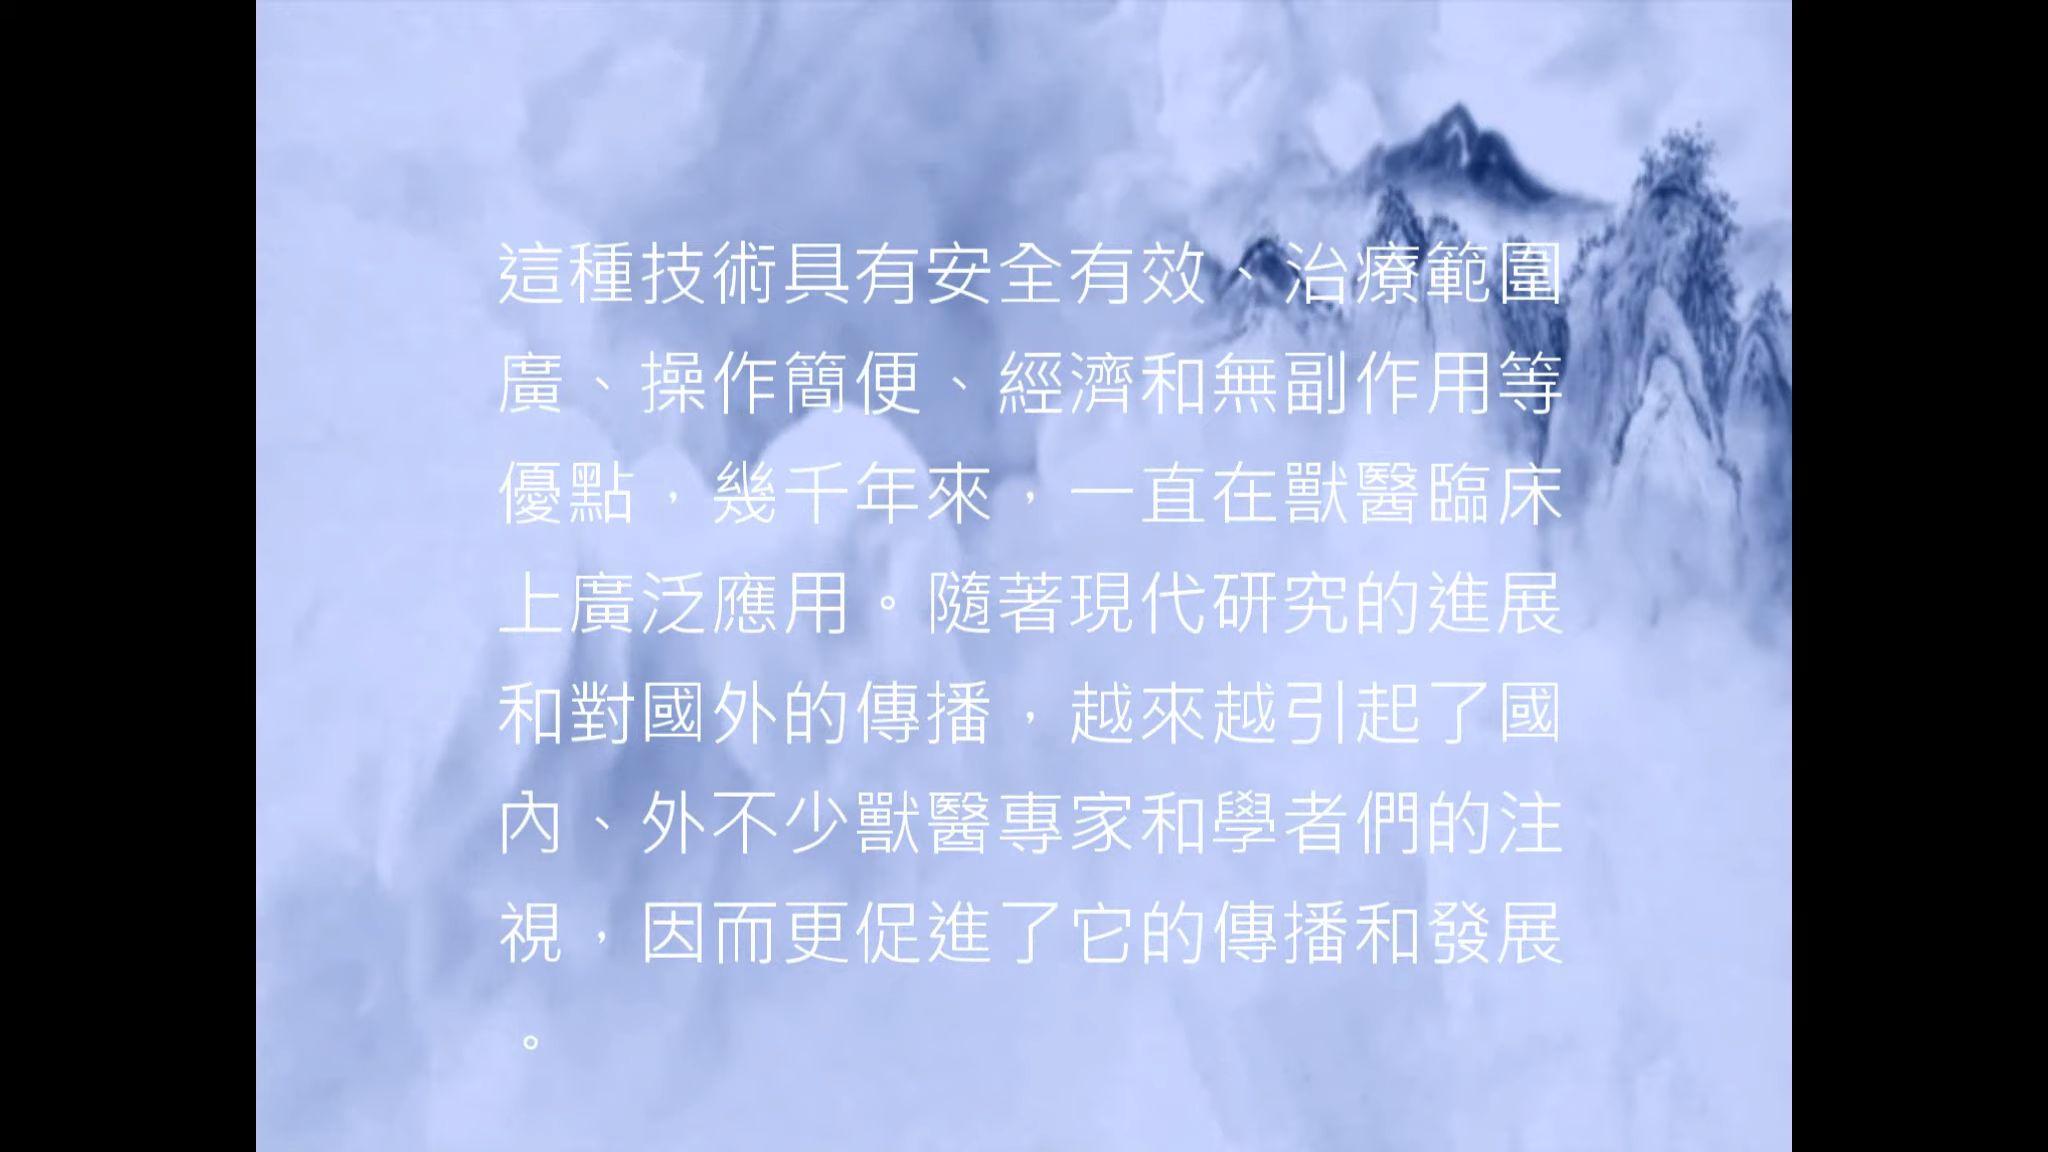 這種技術具有安全有效、治療範圍
廣、操作簡便、經濟和無副作用等
優點，幾千年來，一直在獸醫臨床
上廣泛應用。隨著現代研究的進展
和對國外的傳播，越來越引起了國
內、外不少獸醫專家和學者們的注
視，因而更促進了它的傳播和發展
。